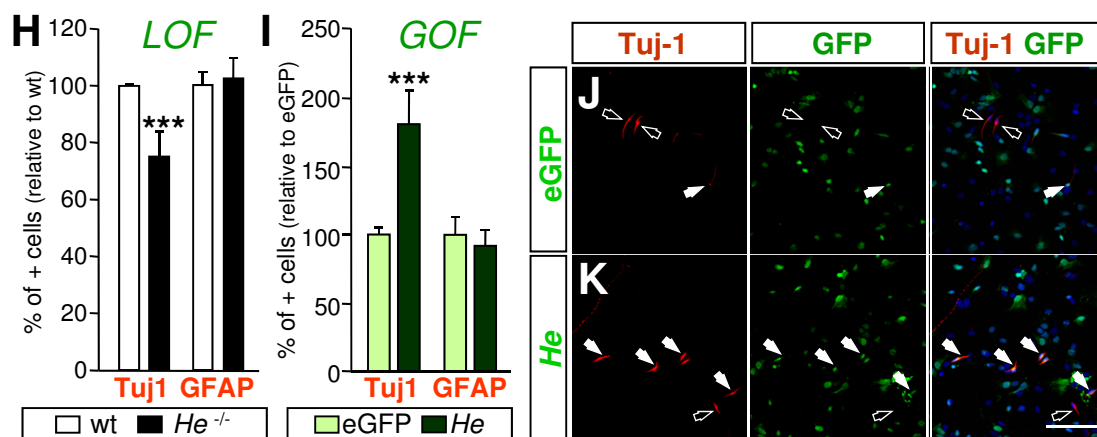 H LOF
% of + cells (relative to wt)
120
100
80
60
40
20
0
***
Tuj1 GFAP
wt He -/-
I GOF
% of + cells (relative to eGFP)
250
200
150
100
50
0
***
Tuj1 GFAP
eGFP He
Tuj-1 GFP Tuj-1 GFP
eGFP
J
He
K